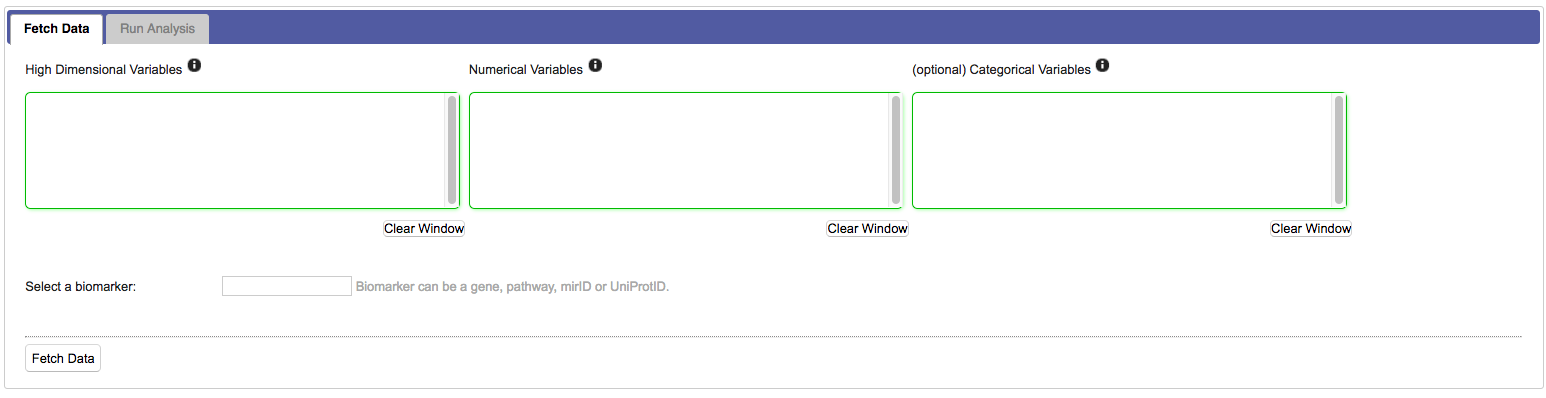 Fetch Data Run Analysis
High Dimensional Variables i Numerical Variables i (optional) Categorical Variables i
Clear Window Clear Window Clear Window
Select a biomarker: Biomarker can be a gene, pathway, mirID or UniProtID.
Fetch Data